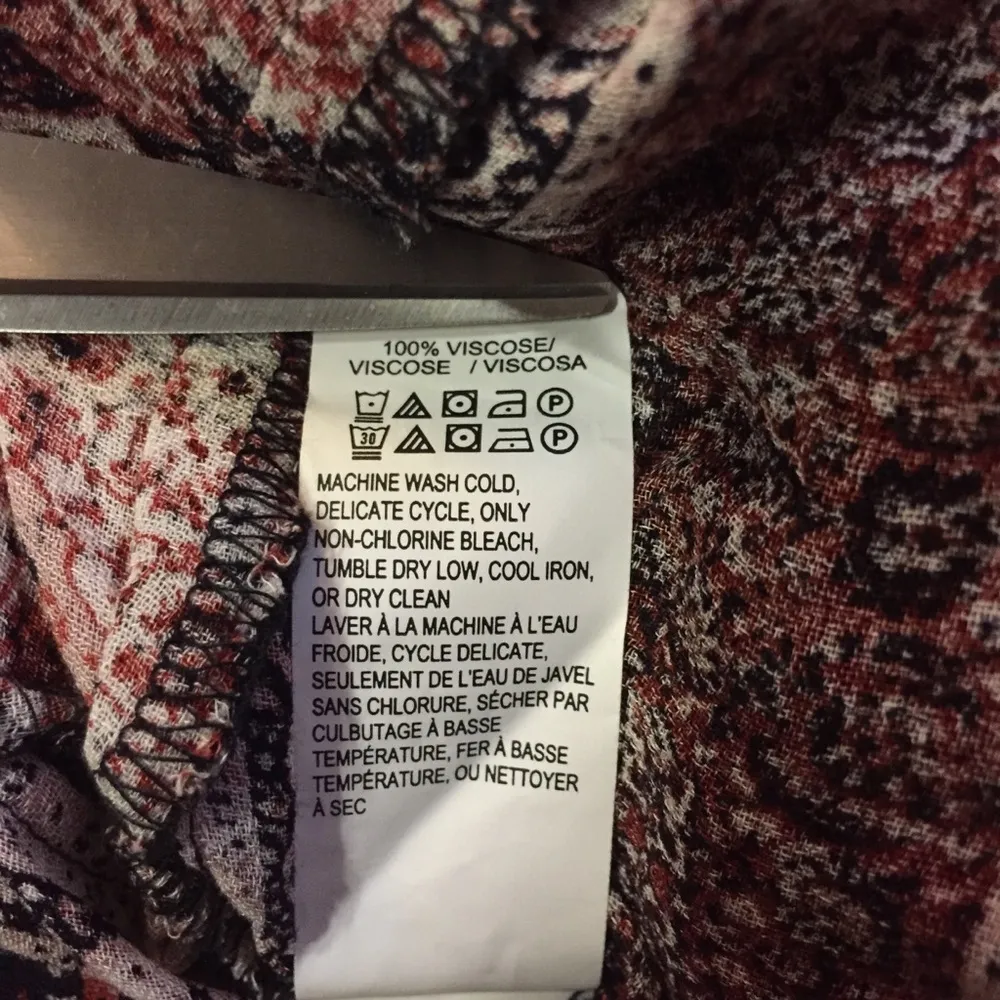 100% VISCOSE/
VISCOSE / VISCOSA
P
30 P
MACHINE WASH COLD,
DELICATE CYCLE, ONLY
NON-CHLORINE BLEACH,
TUMBLE DRY LOW, COOL IRON,
OR DRY CLEAN
LAVER À LA MACHINE À L'EAU
FROIDE, CYCLE DELICATE,
SEULEMENT DE L'EAU DE JAVEL
SANS CHLORURE, SÉCHER PAR
CULBUTAGE À BASSE
TEMPÉRATURE, FER À BASSE
TEMPÉRATURE, OU NETTOYER
À SEC